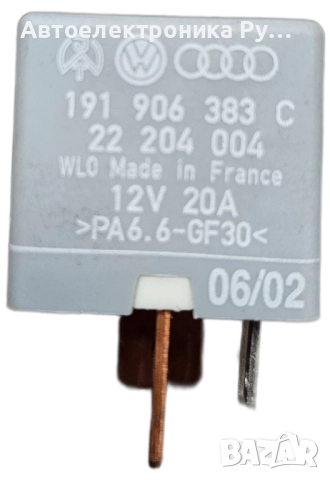 Автоелектроника Ру...
191 906 383 C
22 204 004
WLO Made in France
12V 20A
>PA6.6-GF30<
06/02
BAZAR